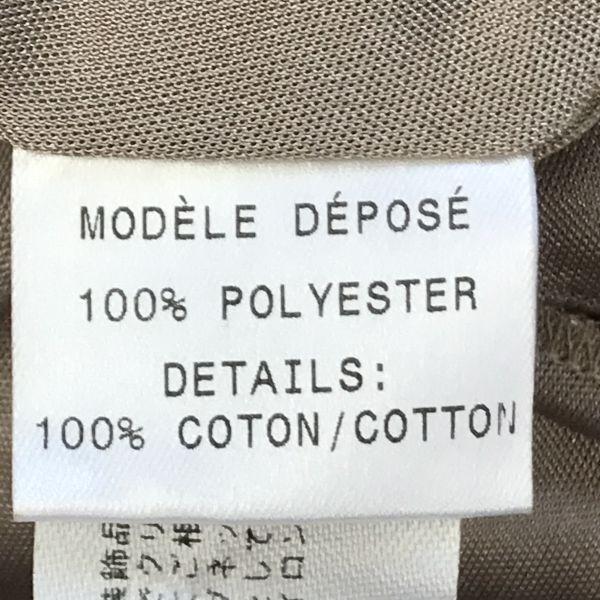 MODÈLE DÉPOSÉ
100% POLYESTER
DETAILS:
100% COTON/COTTON